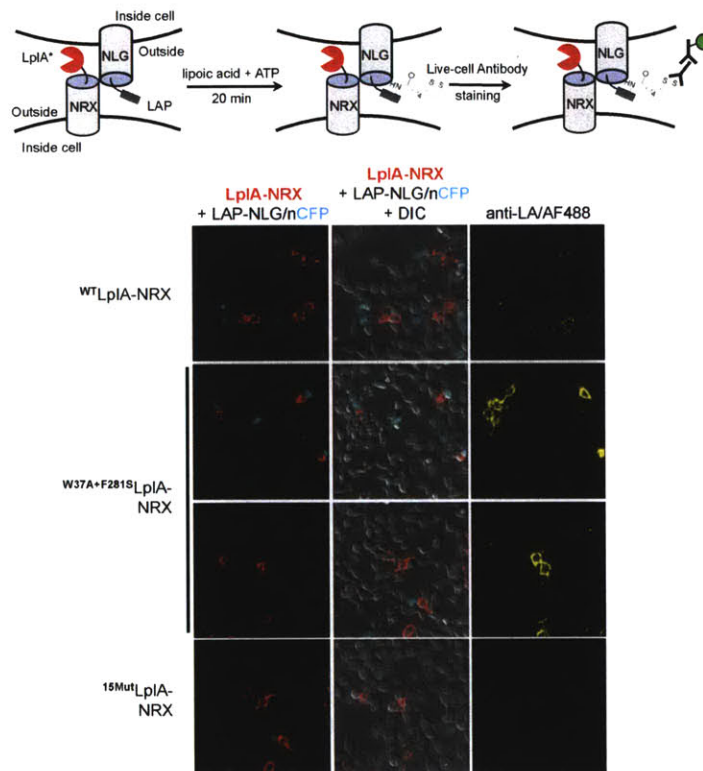 Inside cell
LplA*
NLG
Outside
NRX
LAP
Outside
Inside cell
lipoic acid + ATP
20 min
NLG
NRX
HN
O
S S
Live-cell Antibody
staining
NLG
NRX
HN
O
S S
LplA-NRX
+ LAP-NLG/nCFP
LplA-NRX
+ LAP-NLG/nCFP
+ DIC
anti-LA/AF488
WTLplA-NRX
W37A+F281SLplA-
NRX
15MutLplA-
NRX